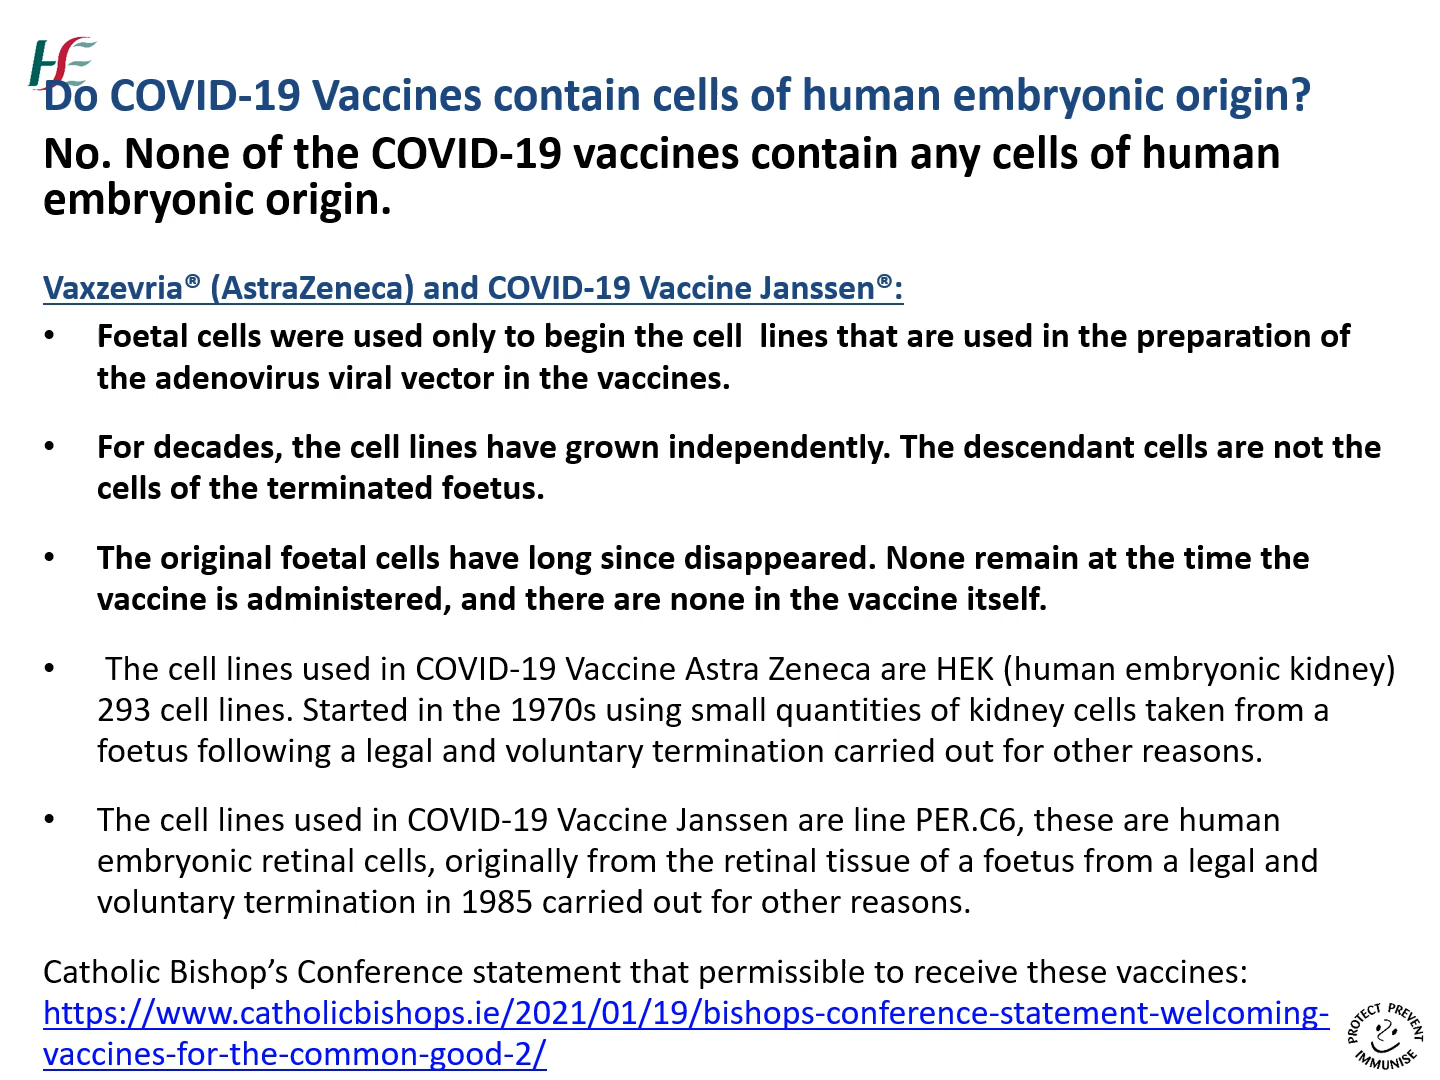 HSE
Do COVID-19 Vaccines contain cells of human embryonic origin?
No. None of the COVID-19 vaccines contain any cells of human
embryonic origin.
Vaxzevria® (AstraZeneca) and COVID-19 Vaccine Janssen®:
• Foetal cells were used only to begin the cell  lines that are used in the preparation of
the adenovirus viral vector in the vaccines.
• For decades, the cell lines have grown independently. The descendant cells are not the
cells of the terminated foetus.
• The original foetal cells have long since disappeared. None remain at the time the
vaccine is administered, and there are none in the vaccine itself.
• The cell lines used in COVID-19 Vaccine Astra Zeneca are HEK (human embryonic kidney)
293 cell lines. Started in the 1970s using small quantities of kidney cells taken from a
foetus following a legal and voluntary termination carried out for other reasons.
• The cell lines used in COVID-19 Vaccine Janssen are line PER.C6, these are human
embryonic retinal cells, originally from the retinal tissue of a foetus from a legal and
voluntary termination in 1985 carried out for other reasons.
Catholic Bishop’s Conference statement that permissible to receive these vaccines:
https://www.catholicbishops.ie/2021/01/19/bishops-conference-statement-welcoming-
vaccines-for-the-common-good-2/
PROTECT PREVENT
IMMUNISE